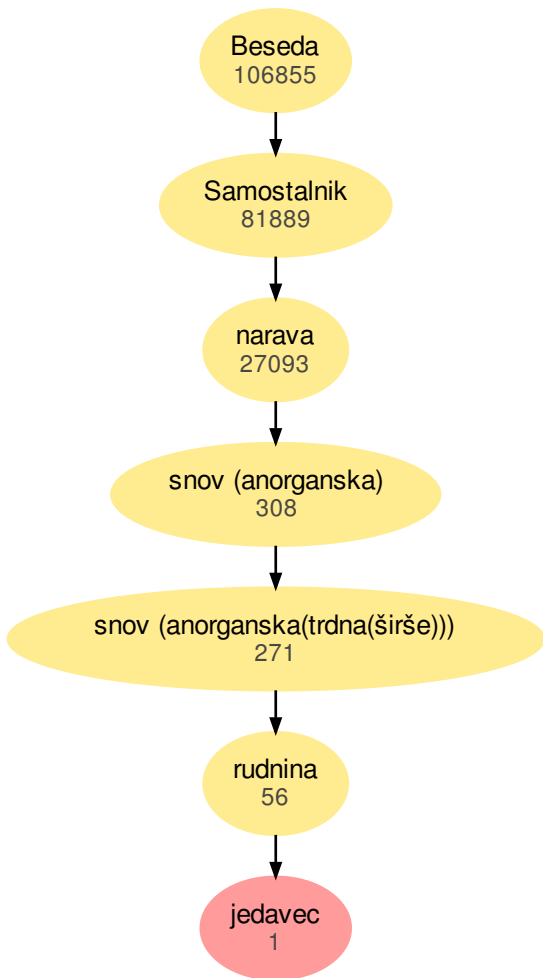 Beseda
106855
Samostalnik
81889
narava
27093
snov (anorganska)
308
snov (anorganska(trdna(širše)))
271
rudnina
56
jedavec
1